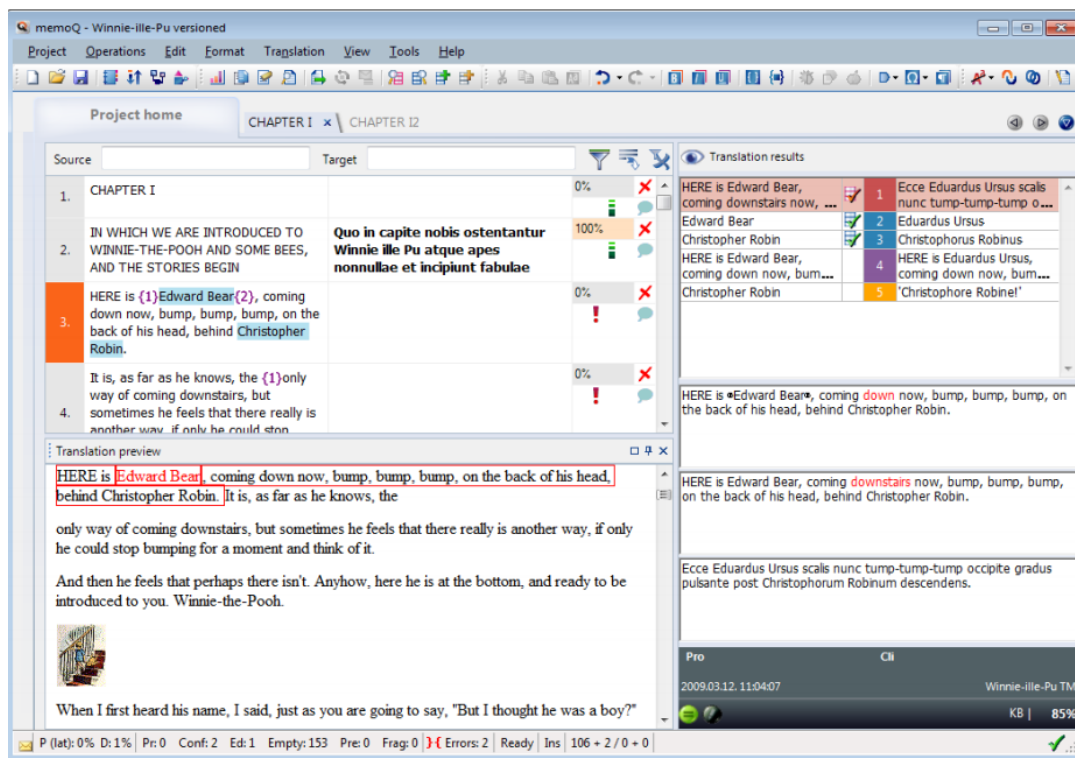 memoQ - Winnie-ille-Pu versioned
Project Operations Edit Format Translation View Tools Help
Project home CHAPTER I x CHAPTER I2
Source Target
1. CHAPTER I 0%
2. IN WHICH WE ARE INTRODUCED TO
WINNIE-THE-POOH AND SOME BEES,
AND THE STORIES BEGIN
Quo in capite nobis ostentantur
Winnie ille Pu atque apes
nonnullae et incipiunt fabulae
100%
3. HERE is {1}Edward Bear{2}, coming
down now, bump, bump, bump, on the
back of his head, behind Christopher
Robin.
0%
4. It is, as far as he knows, the {1}only
way of coming downstairs, but
sometimes he feels that there really is
another way, if only he could stop
0%
Translation results
HERE is Edward Bear,
coming downstairs now, ...
1
Ecce Eduardus Ursus scalis
nunc tump-tump-tump o...
Edward Bear 2 Eduardus Ursus
Christopher Robin 3 Christophorus Robinus
HERE is Edward Bear,
coming down now, bum...
4
HERE is Eduardus Ursus,
coming down now, bum...
Christopher Robin 5 'Christophore Robine!'
HERE is Edward Bear, coming down now, bump, bump, bump, on
the back of his head, behind Christopher Robin.
HERE is Edward Bear, coming downstairs now, bump, bump, bump,
on the back of his head, behind Christopher Robin.
Ecce Eduardus Ursus scalis nunc tump-tump-tump occipite gradus
pulsante post Christophorum Robinum descendens.
Pro Cli
2009.03.12. 11:04:07 Winnie-ille-Pu TM
KB | 85%
Translation preview
HERE is Edward Bear, coming down now, bump, bump, bump, on the back of his head,
behind Christopher Robin. It is, as far as he knows, the
only way of coming downstairs, but sometimes he feels that there really is another way, if only
he could stop bumping for a moment and think of it.
And then he feels that perhaps there isn't. Anyhow, here he is at the bottom, and ready to be
introduced to you. Winnie-the-Pooh.
When I first heard his name, I said, just as you are going to say, "But I thought he was a boy?"
P (lat): 0% D: 1% Pr: 0 Conf: 2 Ed: 1 Empty: 153 Pre: 0 Frag: 0 Errors: 2 Ready Ins 106 + 2 / 0 + 0